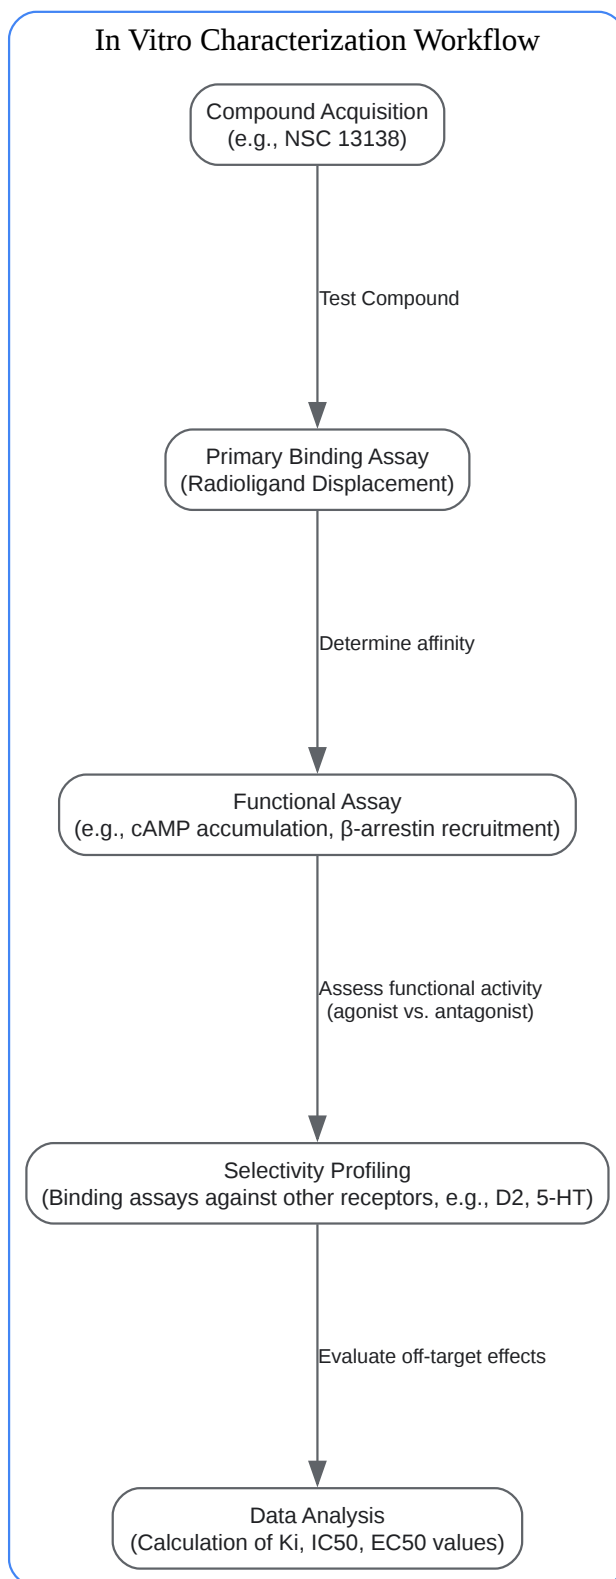 In Vitro Characterization Workflow
Compound Acquisition
(e.g., NSC 13138)
Test Compound
Primary Binding Assay
(Radioligand Displacement)
Determine affinity
Functional Assay
(e.g., cAMP accumulation, β-arrestin recruitment)
Assess functional activity
(agonist vs. antagonist)
Selectivity Profiling
(Binding assays against other receptors, e.g., D2, 5-HT)
Evaluate off-target effects
Data Analysis
(Calculation of Ki, IC50, EC50 values)